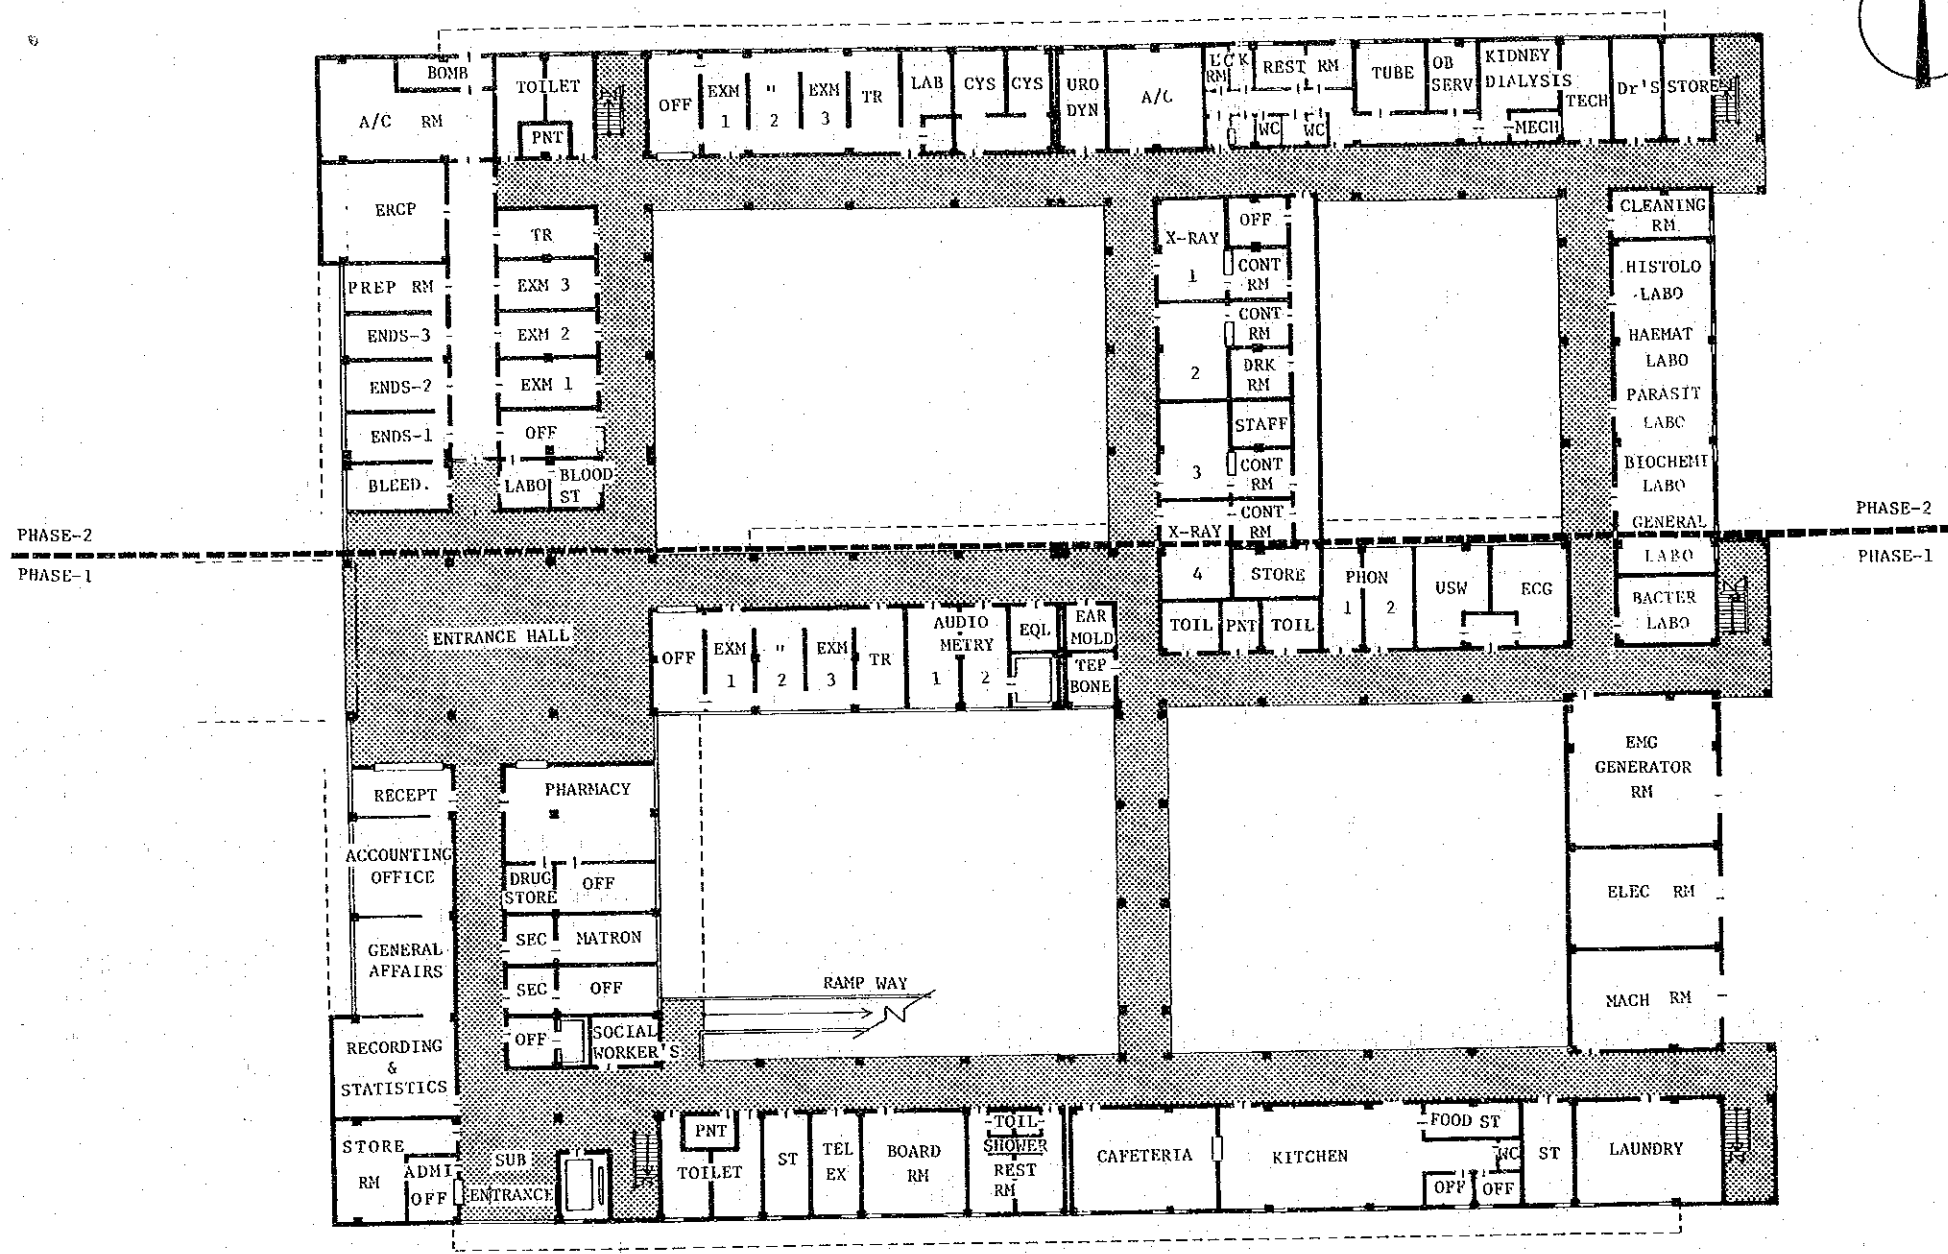 BOMB
A/C RM
TOILET
PNT
OFF
EXM
1
"
2
EXM
3
TR
LAB
CYS
CYS
URO
DYN
A/C
L'CK
RM
REST RM
WC
WC
TUBE
OB
SERV
KIDNEY
DIALYSIS
MECH
TECH
Dr'S
STORE
ERCP
PREP RM
ENDS-3
ENDS-2
ENDS-1
BLEED.
TR
EXM 3
EXM 2
EXM 1
OFF
LABO
BLOOD
ST
X-RAY
1
2
3
X-RAY
4
OFF
CONT
RM
CONT
RM
DRK
RM
STAFF
CONT
RM
CONT
RM
STORE
CLEANING
RM
HISTOLO
LABO
HAEMAT
LABO
PARASIT
LABO
BIOCHEMI
LABO
GENERAL
LABO
BACTER
LABO
PHASE-2
PHASE-1
PHASE-2
PHASE-1
ENTRANCE HALL
OFF
EXM
1
"
2
EXM
3
TR
AUDIO
METRY
1
2
EQL
EAR
MOLD
TEP
BONE
TOIL
PNT
TOIL
PHON
1
2
USW
ECG
RECEPT
ACCOUNTING
OFFICE
GENERAL
AFFAIRS
RECORDING
&
STATISTICS
STORE
RM
ADMI
OFF
PHARMACY
DRUG
STORE
OFF
SEC
MATRON
SEC
OFF
OFF
SOCIAL
WORKER'S
RAMP WAY
N
EMG
GENERATOR
RM
ELEC RM
MACH RM
SUB
ENTRANCE
PNT
TOILET
ST
TEL
EX
BOARD
RM
TOIL
SHOWER
REST
RM
CAFETERIA
KITCHEN
FOOD ST
WC
OFF
OFF
ST
LAUNDRY